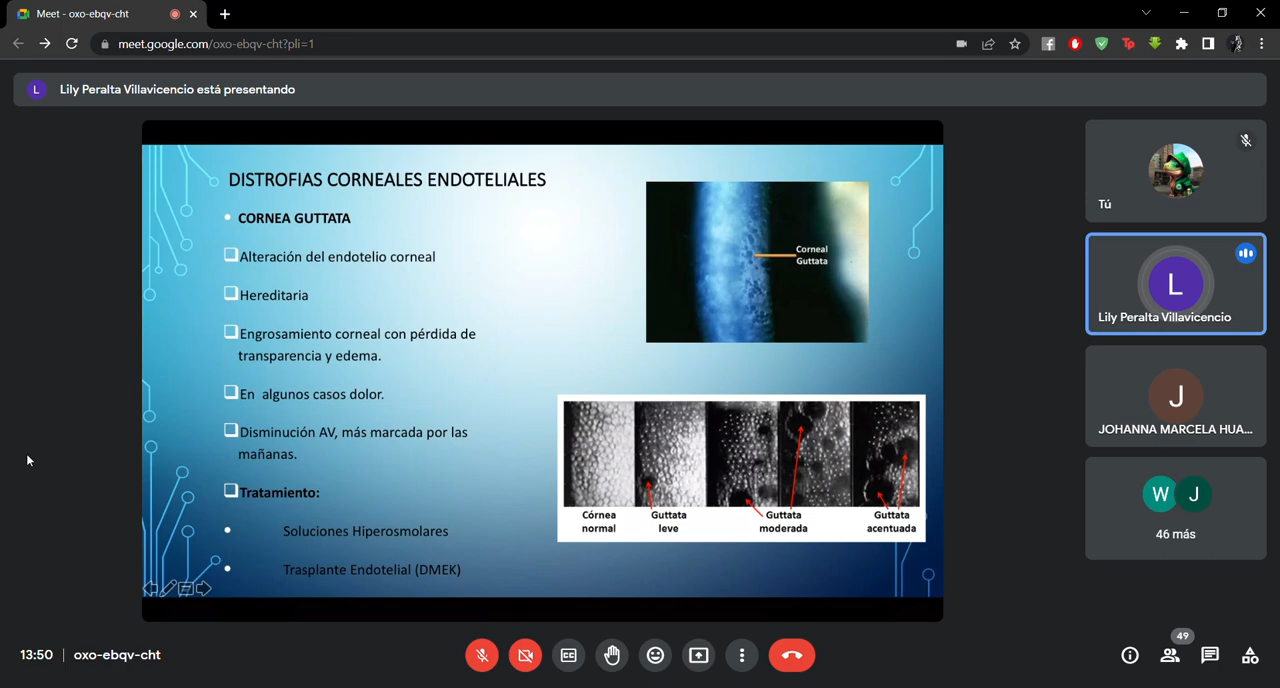 Meet - oxo-ebqv-cht
meet.google.com/oxo-ebqv-cht?pli=1
L
Lily Peralta Villavicencio está presentando
DISTROFIAS CORNEALES ENDOTELIALES
CORNEA GUTTATA
Alteración del endotelio corneal
Hereditaria
Engrosamiento corneal con pérdida de
transparencia y edema.
En algunos casos dolor.
Disminución AV, más marcada por las
mañanas.
Tratamiento:
Soluciones Hiperosmolares
Trasplante Endotelial (DMEK)
Corneal
Guttata
Córnea
normal
Guttata
leve
Guttata
moderada
Guttata
acentuada
Tú
L
Lily Peralta Villavicencio
J
JOHANNA MARCELA HUA...
W J
46 más
13:50 | oxo-ebqv-cht
49